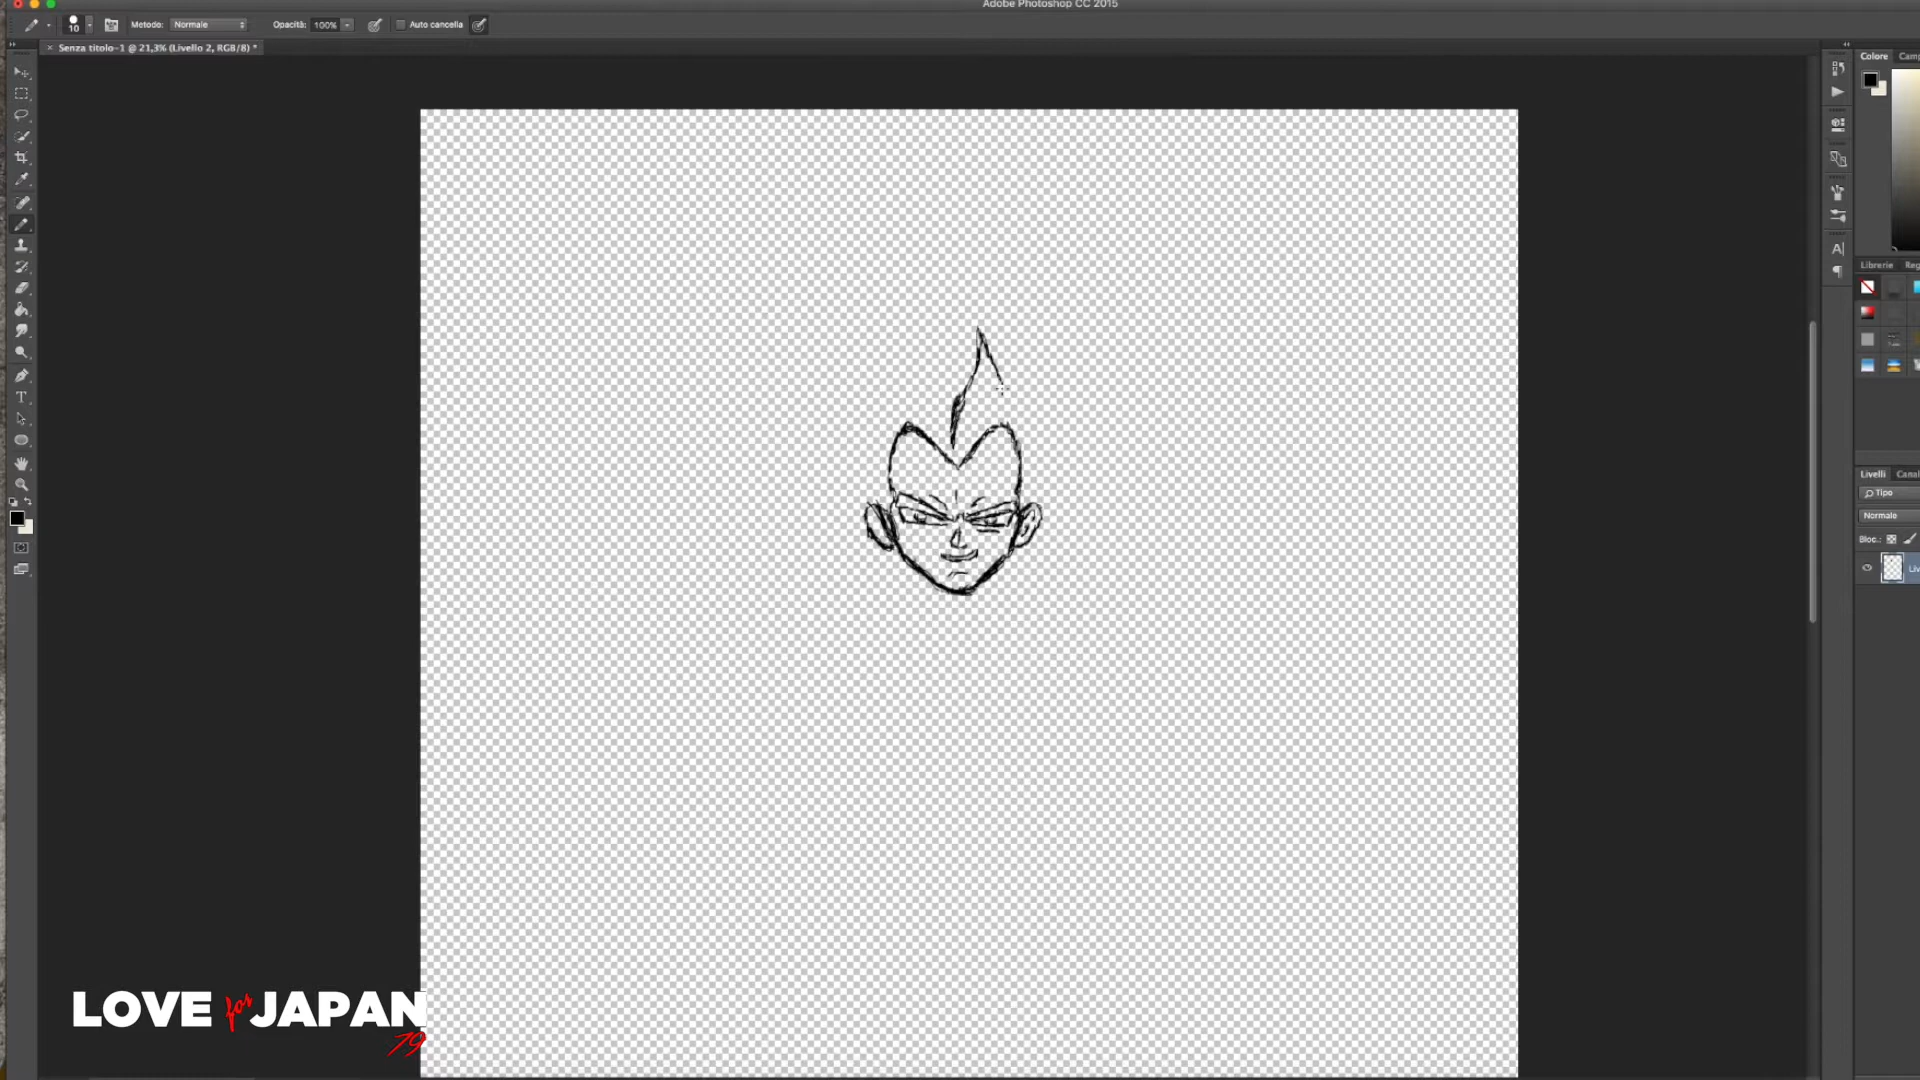 Adobe Photoshop CC 2015
10 Metodo: Normale Opacità: 100% Auto cancella
Senza titolo-1 @ 21,3% (Livello 2, RGB/8) *
Colore
Librerie
Livelli
Tipo
Normale
Bloc.:
LOVE for JAPAN
79